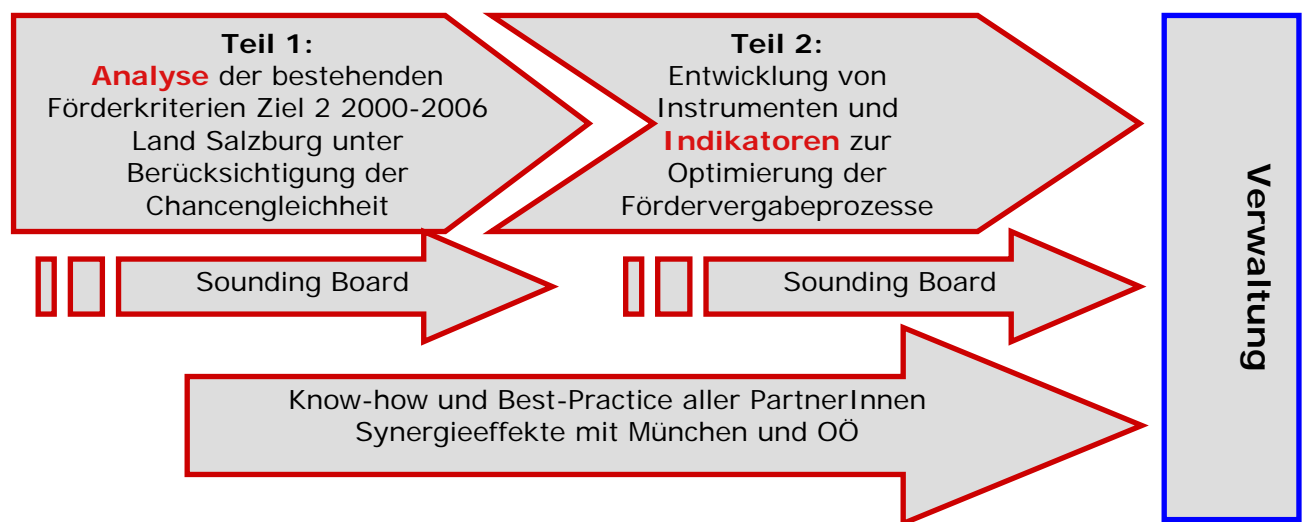 Teil 1:
Analyse der bestehenden
Förderkriterien Ziel 2 2000-2006
Land Salzburg unter
Berücksichtigung der
Chancengleichheit
Teil 2:
Entwicklung von
Instrumenten und
Indikatoren zur
Optimierung der
Fördervergabeprozesse
Sounding Board
Sounding Board
Know-how und Best-Practice aller PartnerInnen
Synergieeffekte mit München und OÖ
Verwaltung